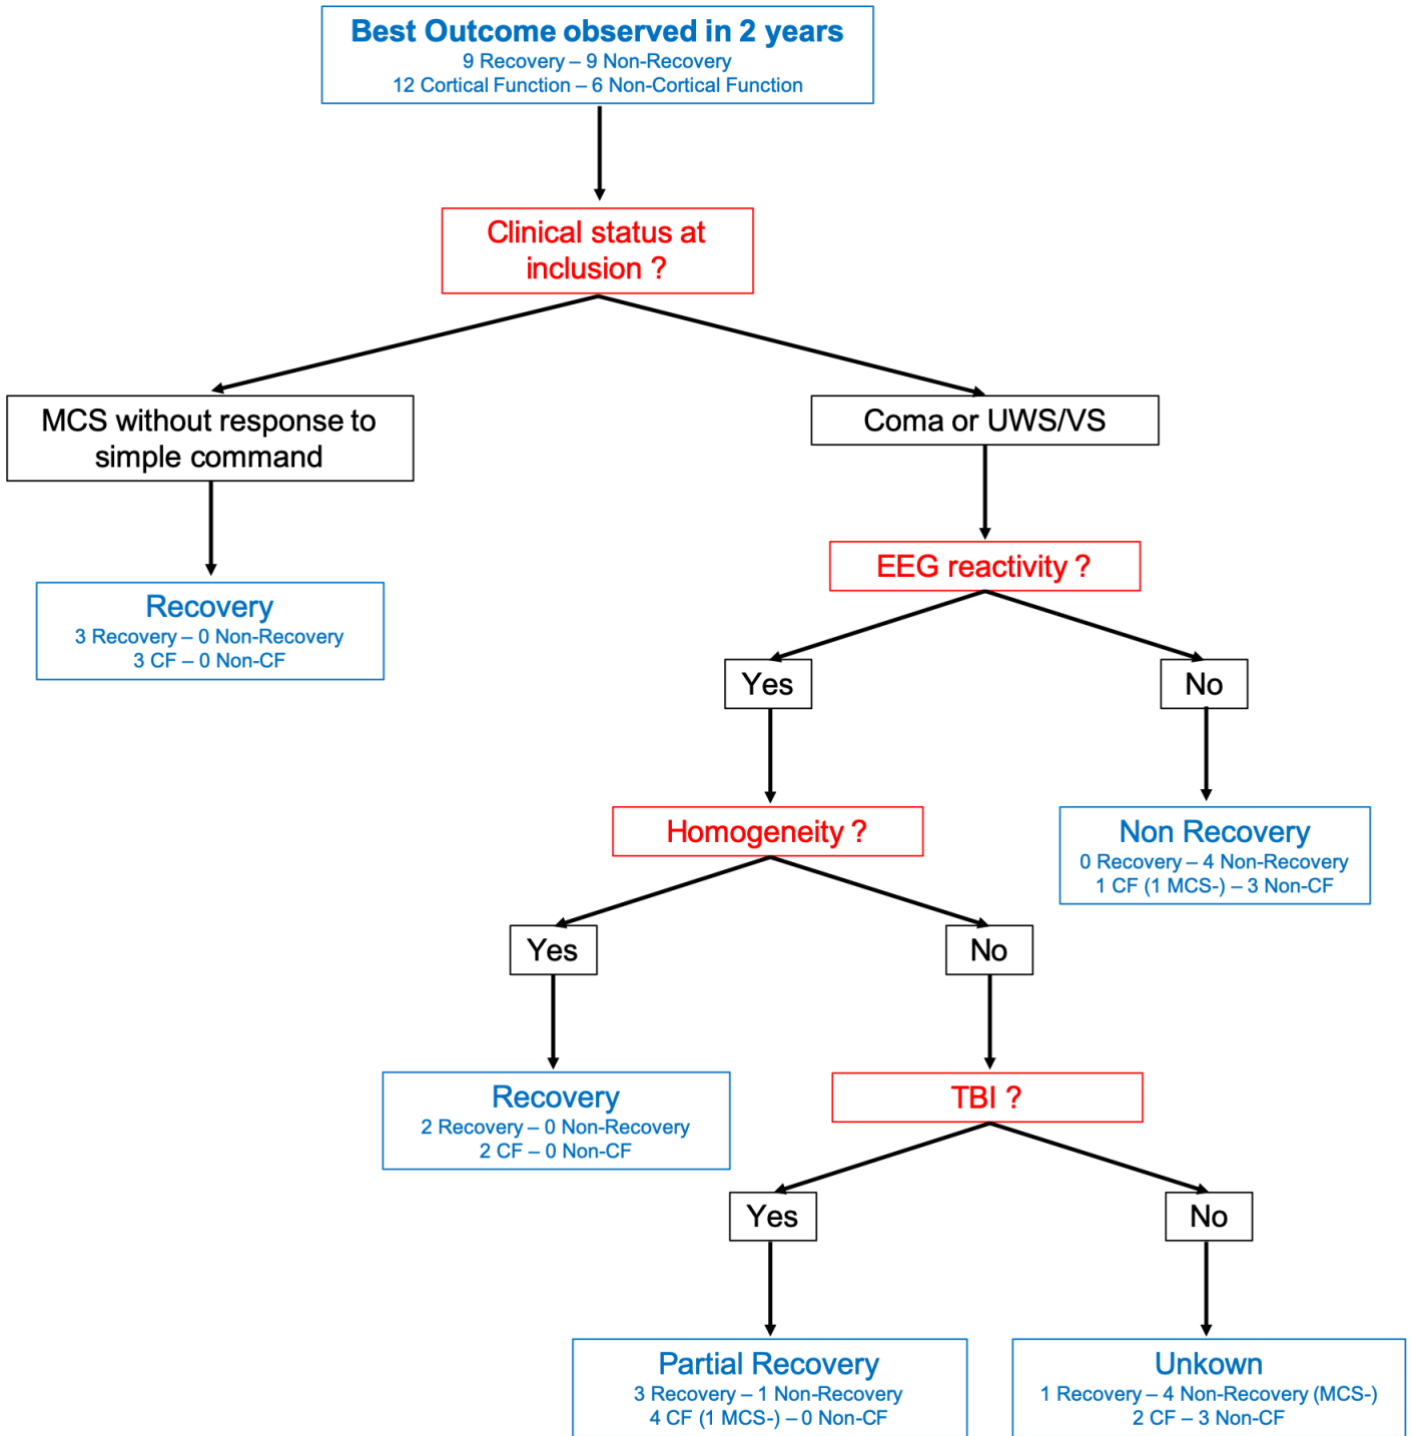 Best Outcome observed in 2 years
9 Recovery – 9 Non-Recovery
12 Cortical Function – 6 Non-Cortical Function
Clinical status at
inclusion ?
MCS without response to
simple command
Coma or UWS/VS
Recovery
3 Recovery – 0 Non-Recovery
3 CF – 0 Non-CF
EEG reactivity ?
Yes
No
Homogeneity ?
Non Recovery
0 Recovery – 4 Non-Recovery
1 CF (1 MCS-) – 3 Non-CF
Yes
No
Recovery
2 Recovery – 0 Non-Recovery
2 CF – 0 Non-CF
TBI ?
Yes
No
Partial Recovery
3 Recovery – 1 Non-Recovery
4 CF (1 MCS-) – 0 Non-CF
Unkown
1 Recovery – 4 Non-Recovery (MCS-)
2 CF – 3 Non-CF